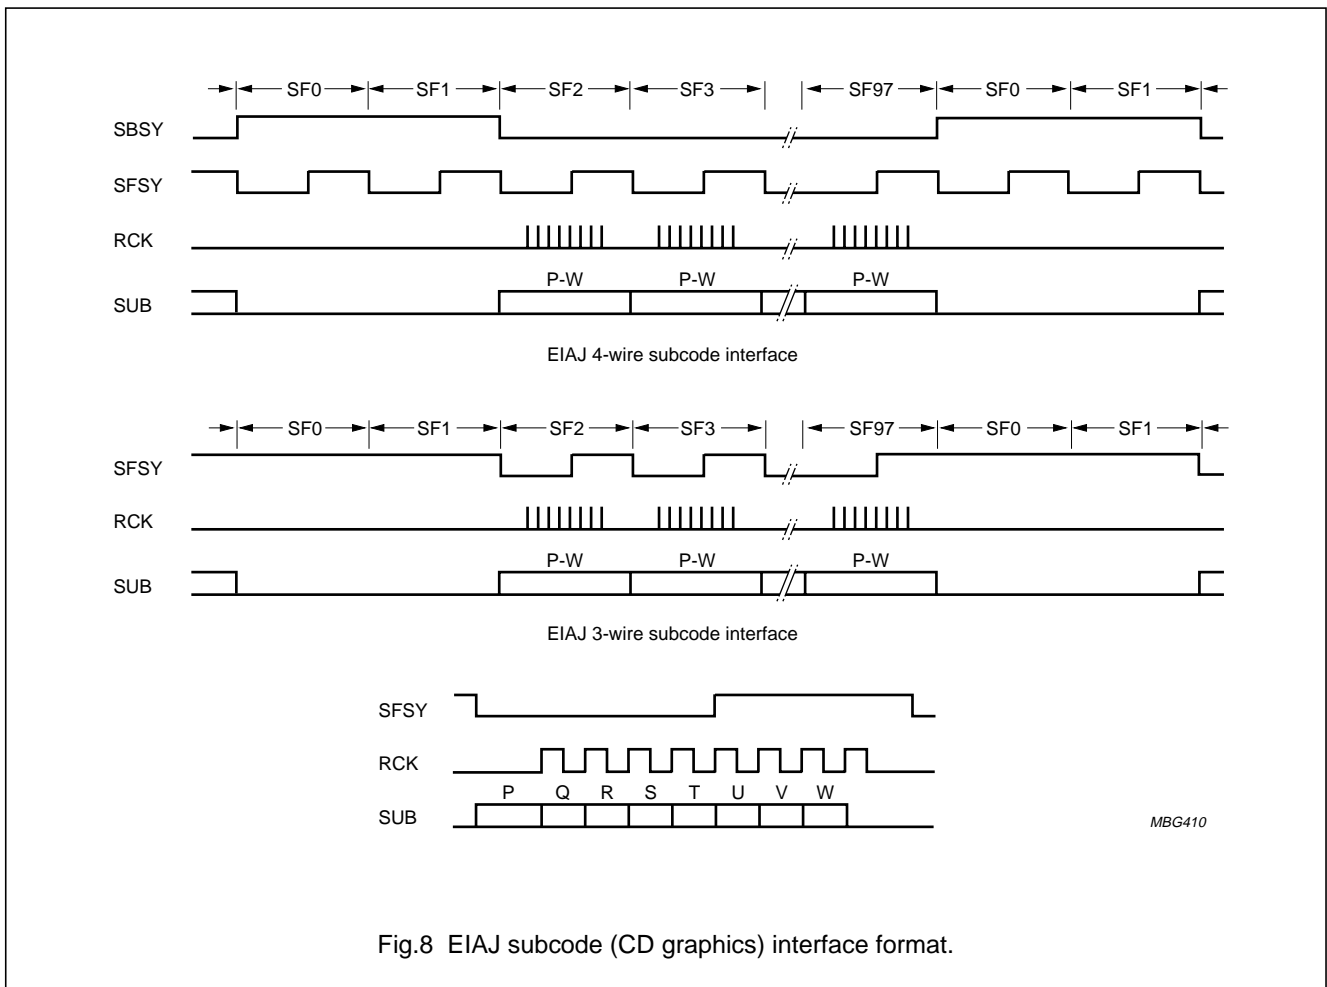 SF0 SF1 SF2 SF3 SF97 SF0 SF1
SBSY
SFSY
RCK
P-W P-W P-W
SUB
EIAJ 4-wire subcode interface
SF0 SF1 SF2 SF3 SF97 SF0 SF1
SFSY
RCK
P-W P-W P-W
SUB
EIAJ 3-wire subcode interface
SFSY
RCK
P Q R S T U V W
SUB
MBG410
Fig.8 EIAJ subcode (CD graphics) interface format.